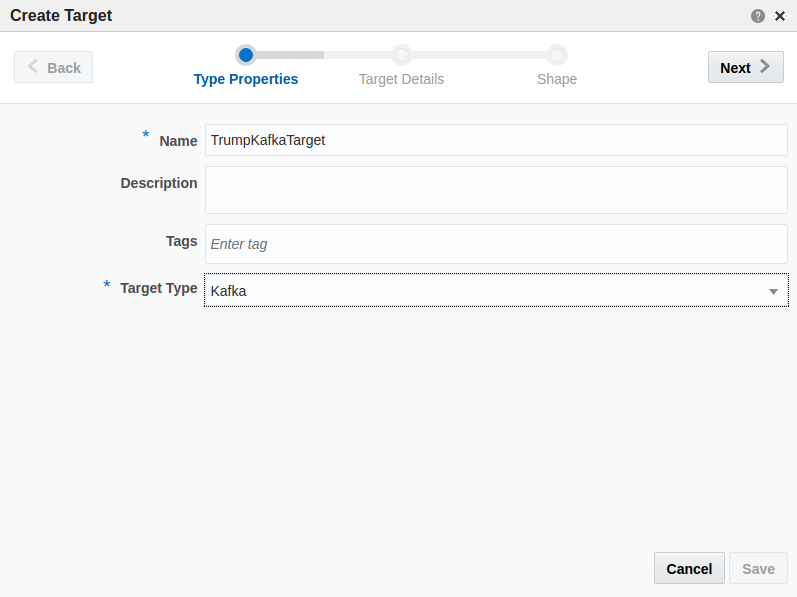 Create Target
Back
Type Properties
Target Details
Shape
Next
* Name TrumpKafkaTarget
Description
Tags Enter tag
* Target Type Kafka
Cancel Save